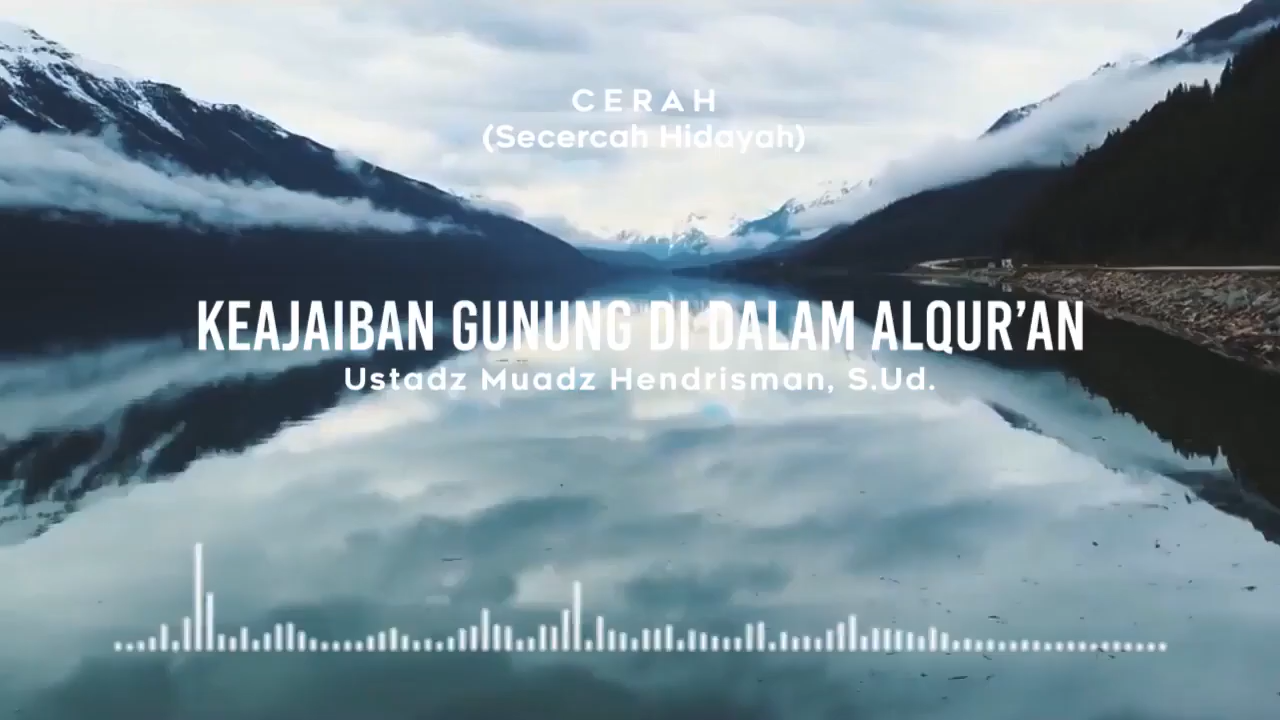 CERAH
(Secercah Hidayah)
KEAJAIBAN GUNUNG DI DALAM ALQUR'AN
Ustadz Muadz Hendrisman, S.Ud.